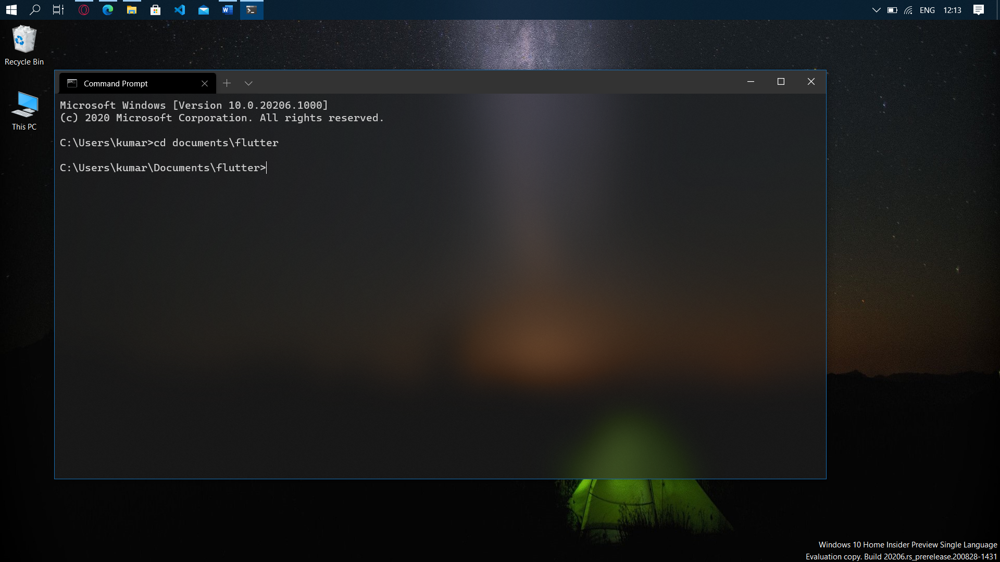 ENG 12:13
Recycle Bin
This PC
Command Prompt
Microsoft Windows [Version 10.0.20206.1000]
(c) 2020 Microsoft Corporation. All rights reserved.
C:\Users\kumar>cd documents\flutter
C:\Users\kumar\Documents\flutter>
Windows 10 Home Insider Preview Single Language
Evaluation copy. Build 20206.rs_prerelease.200828-1431